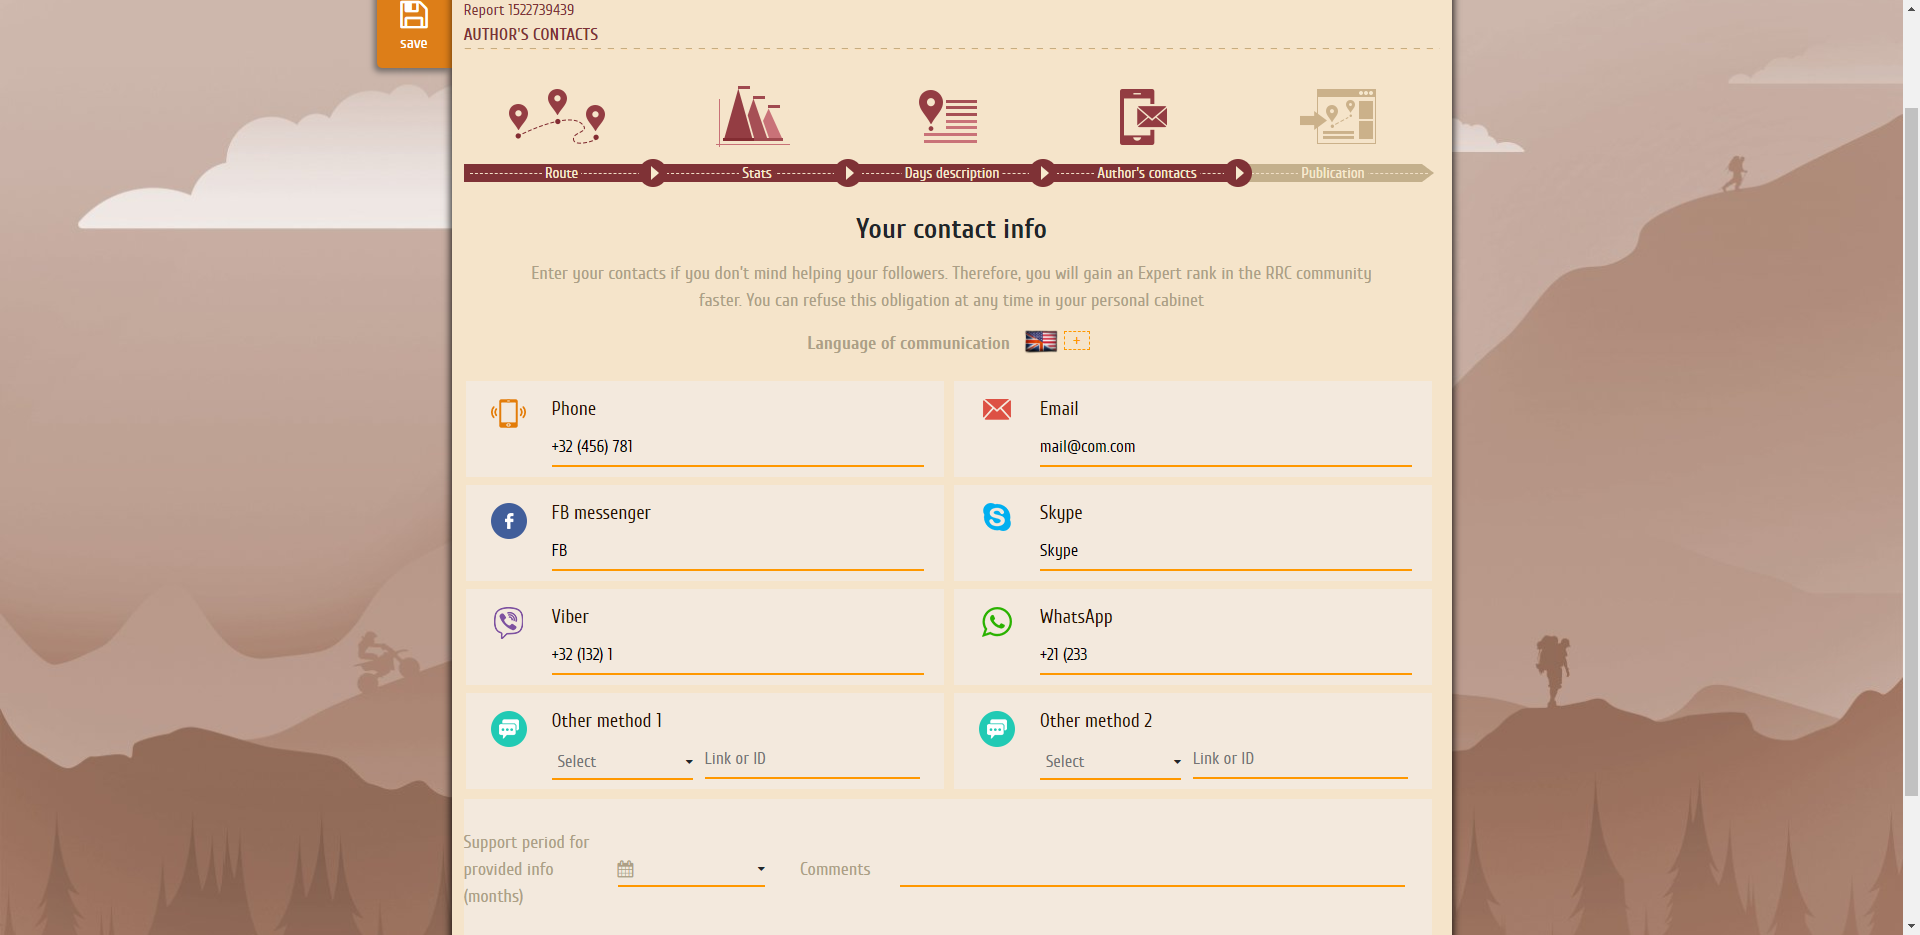 Report 1522739439
save
AUTHOR'S CONTACTS
Route
Stats
Days description
Author's contacts
Publication
Your contact info
Enter your contacts if you don't mind helping your followers. Therefore, you will gain an Expert rank in the RRC community
faster. You can refuse this obligation at any time in your personal cabinet
Language of communication
+
Phone
+32 (456) 781
Email
mail@com.com
FB messenger
FB
Skype
Skype
Viber
+32 (132) 1
WhatsApp
+21 (233
Other method 1
Select
Link or ID
Other method 2
Select
Link or ID
Support period for
provided info
(months)
Comments